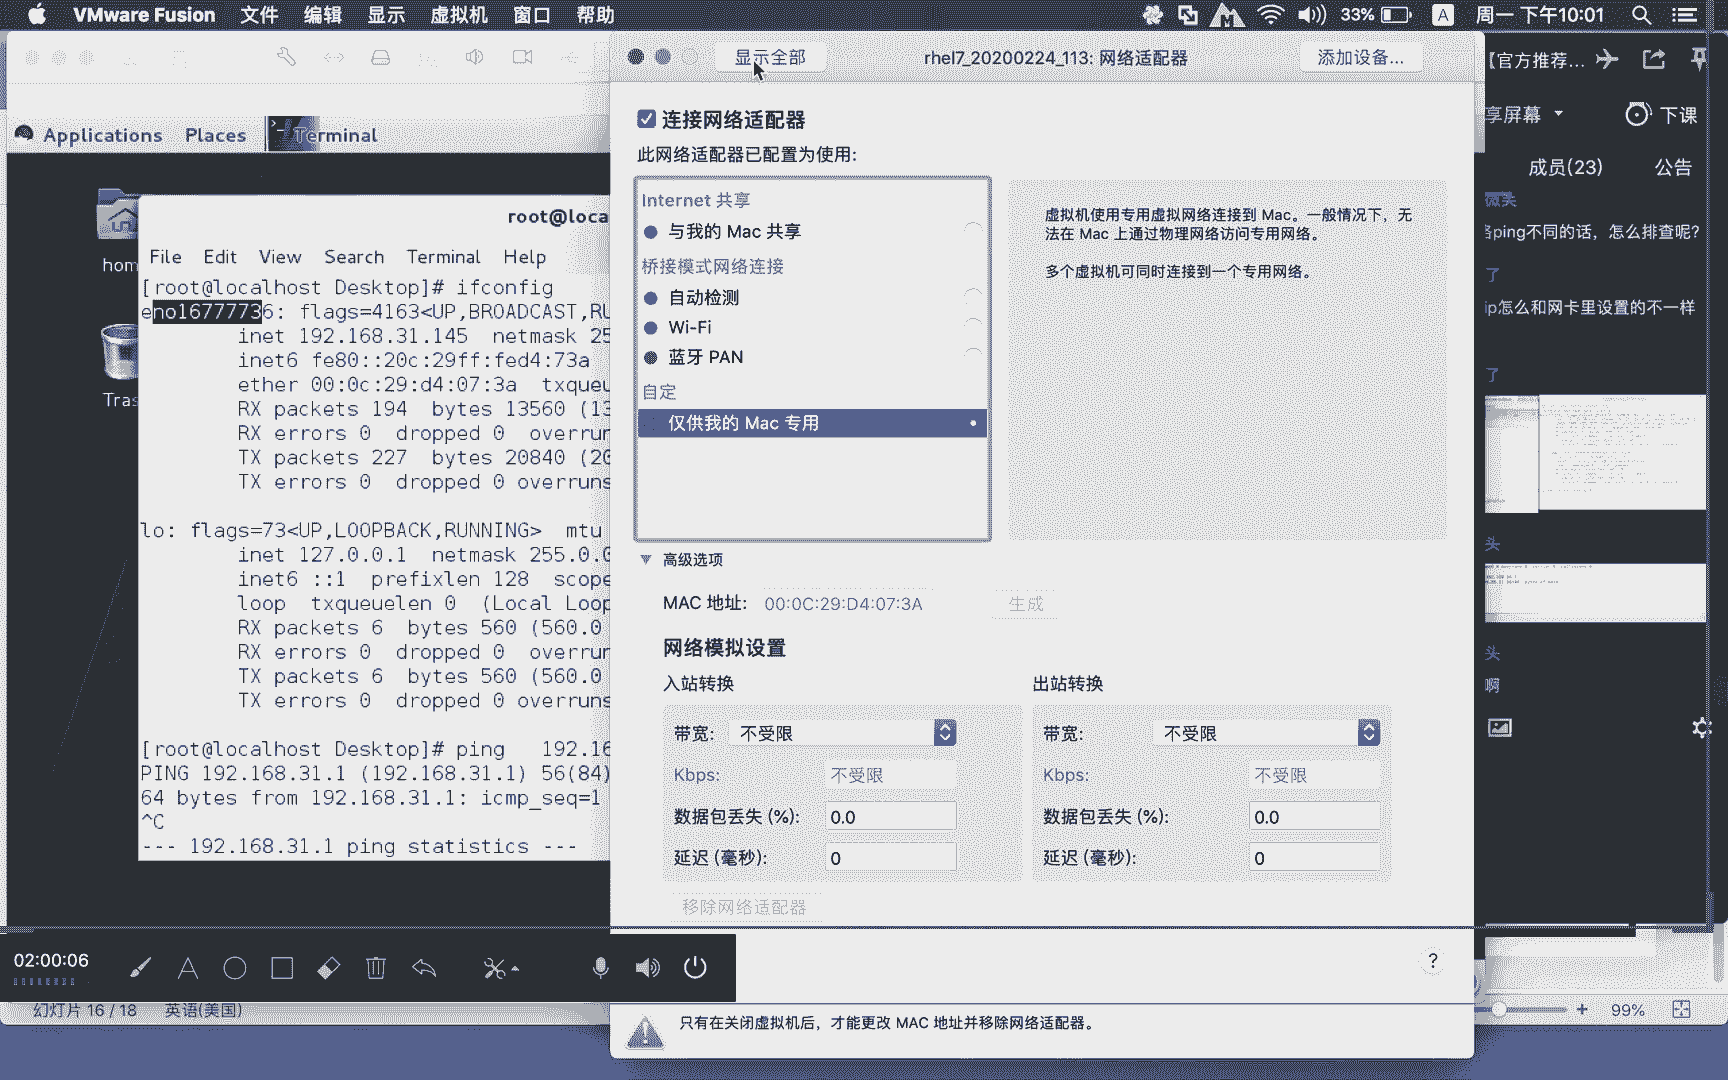 VMware Fusion 文件 编辑 显示 虚拟机 窗口 帮助 33% A 周一 下午10:01
显示全部 rhel7_20200224_113: 网络适配器 添加设备...
【官方推荐...
享屏幕 下课
成员(23) 公告
微笑
ping不同的话，怎么排查呢?
了
ip怎么和网卡里设置的不一样
了
头
头
啊
Applications Places Terminal
hom
Tras
root@loca
File Edit View Search Terminal Help
[root@localhost Desktop]# ifconfig
eno16777736: flags=4163<UP,BROADCAST,RU
inet 192.168.31.145 netmask 25
inet6 fe80::20c:29ff:fed4:73a
ether 00:0c:29:d4:07:3a txqueu
RX packets 194 bytes 13560 (13
RX errors 0 dropped 0 overrun
TX packets 227 bytes 20840 (20
TX errors 0 dropped 0 overruns
lo: flags=73<UP,LOOPBACK,RUNNING> mtu
inet 127.0.0.1 netmask 255.0.0
inet6 ::1 prefixlen 128 scope
loop txqueuelen 0 (Local Loop
RX packets 6 bytes 560 (560.0
RX errors 0 dropped 0 overrun
TX packets 6 bytes 560 (560.0
TX errors 0 dropped 0 overruns
[root@localhost Desktop]# ping 192.16
PING 192.168.31.1 (192.168.31.1) 56(84)
64 bytes from 192.168.31.1: icmp_seq=1
^C
--- 192.168.31.1 ping statistics ---
连接网络适配器
此网络适配器已配置为使用:
Internet 共享
与我的 Mac 共享
桥接模式网络连接
自动检测
Wi-Fi
蓝牙 PAN
自定
仅供我的 Mac 专用
虚拟机使用专用虚拟网络连接到 Mac。一般情况下，无
法在 Mac 上通过物理网络访问专用网络。
多个虚拟机可同时连接到一个专用网络。
高级选项
MAC 地址: 00:0C:29:D4:07:3A 生成
网络模拟设置
入站转换 出站转换
带宽: 不受限 带宽: 不受限
Kbps: 不受限 Kbps: 不受限
数据包丢失 (%): 0.0 数据包丢失 (%): 0.0
延迟 (毫秒): 0 延迟 (毫秒): 0
移除网络适配器
?
只有在关闭虚拟机后，才能更改 MAC 地址并移除网络适配器。
02:00:06
幻灯片 16 / 18 英语(美国) 99%